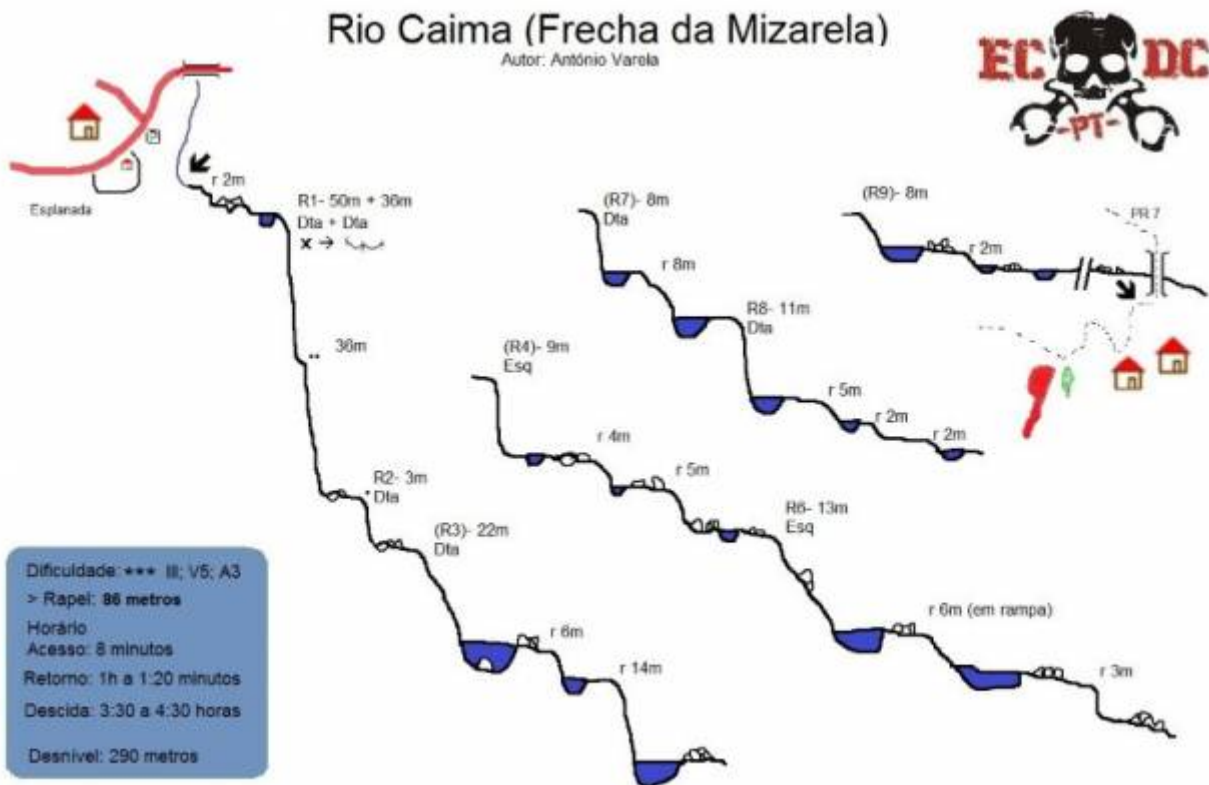 Rio Caima (Frecha da Mizarela)
Autor: António Varela
EC DC
-PT-
Esplanada
P
r 2m
R1- 50m + 36m
Dta + Dta
36m
R2- 3m
Dta
(R3)- 22m
Dta
r 6m
r 14m
(R4)- 9m
Esq
r 4m
r 5m
R6- 13m
Esq
r 6m (em rampa)
r 3m
(R7)- 8m
Dta
r 8m
R8- 11m
Dta
r 5m
r 2m
r 2m
(R9)- 8m
r 2m
PR 7
Dificuldade: *** III; V5; A3
> Rapel: 86 metros
Horário
Acesso: 8 minutos
Retorno: 1h a 1:20 minutos
Descida: 3:30 a 4:30 horas
Desnível: 290 metros